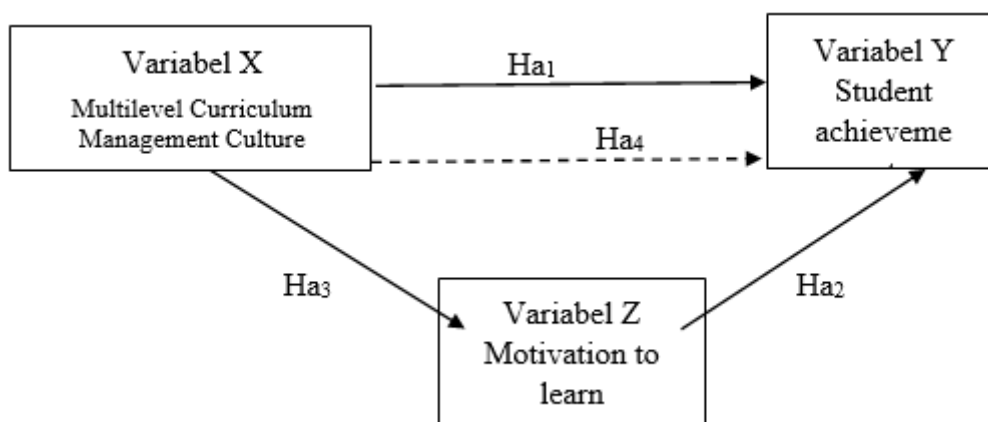 Variabel X
Multilevel Curriculum
Management Culture
Ha₁
Variabel Y
Student
achieveme
Ha₄
Ha₃
Variabel Z
Motivation to
learn
Ha₂